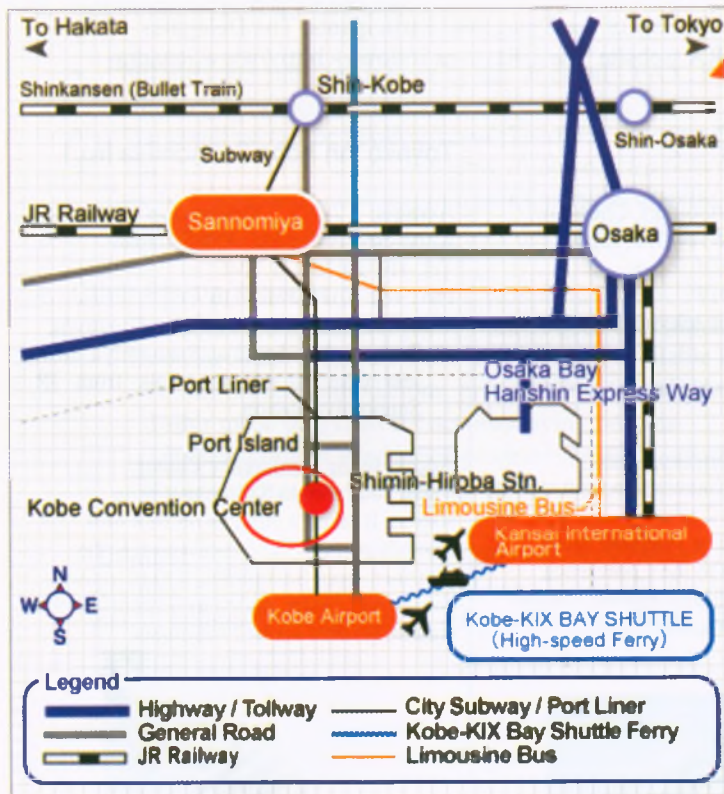 To Hakata
To Tokyo
Shinkansen (Bullet Train)
Shin-Kobe
Shin-Osaka
Subway
JR Railway
Sannomiya
Osaka
Osaka Bay
Hanshin Express Way
Port Liner
Port Island
Shimin-Hiroba Stn.
Kobe Convention Center
Limousine Bus
Kansai International
Airport
N
W E
S
Kobe Airport
Kobe-KIX BAY SHUTTLE
(High-speed Ferry)
Legend
Highway / Tollway
City Subway / Port Liner
General Road
Kobe-KIX Bay Shuttle Ferry
JR Railway
Limousine Bus